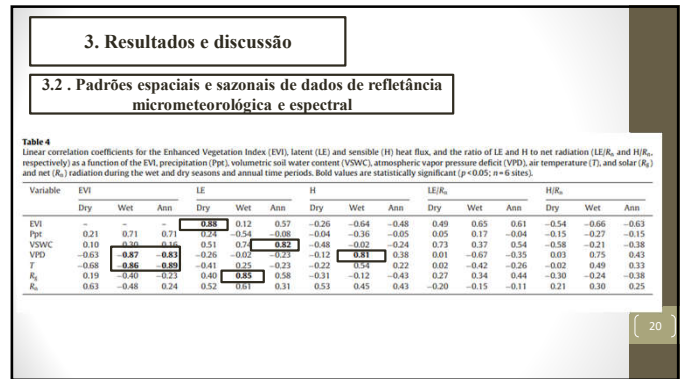 3. Resultados e discussão
3.2 . Padrões espaciais e sazonais de dados de refletância
micrometeorológica e espectral
Table 4
Linear correlation coefficients for the Enhanced Vegetation Index (EVI), latent (LE) and sensible (H) heat flux, and the ratio of LE and H to net radiation (LE/Rn and H/Rn,
respectively) as a function of the EVI, precipitation (Ppt), volumetric soil water content (VSWC), atmospheric vapor pressure deficit (VPD), air temperature (T), and solar (Rg)
and net (Rn) radiation during the wet and dry seasons and annual time periods. Bold values are statistically significant (p < 0.05; n = 6 sites).
Variable EVI LE H LE/Rn H/Rn
Dry Wet Ann Dry Wet Ann Dry Wet Ann Dry Wet Ann Dry Wet Ann
EVI – – – 0.88 0.12 0.57 −0.26 −0.64 −0.48 0.49 0.65 0.61 −0.54 −0.66 −0.63
Ppt 0.21 0.71 0.71 0.24 −0.54 −0.08 −0.04 −0.36 −0.05 0.05 0.17 −0.04 −0.15 −0.27 −0.15
VSWC 0.10 0.30 0.16 0.51 0.74 0.82 −0.48 −0.02 −0.24 0.73 0.37 0.54 −0.58 −0.21 −0.38
VPD −0.63 −0.87 −0.83 −0.26 −0.02 −0.23 −0.12 0.81 0.38 0.01 −0.67 −0.35 0.03 0.75 0.43
T −0.68 −0.86 −0.89 −0.41 0.25 −0.23 −0.22 0.54 0.22 0.02 −0.42 −0.26 −0.02 0.49 0.33
Rg 0.19 −0.40 −0.23 0.40 0.85 0.58 −0.31 −0.12 −0.43 0.27 0.34 0.44 −0.30 −0.24 −0.38
Rn 0.63 −0.48 0.24 0.52 0.61 0.31 0.53 0.45 0.43 −0.20 −0.15 −0.11 0.21 0.30 0.25
20